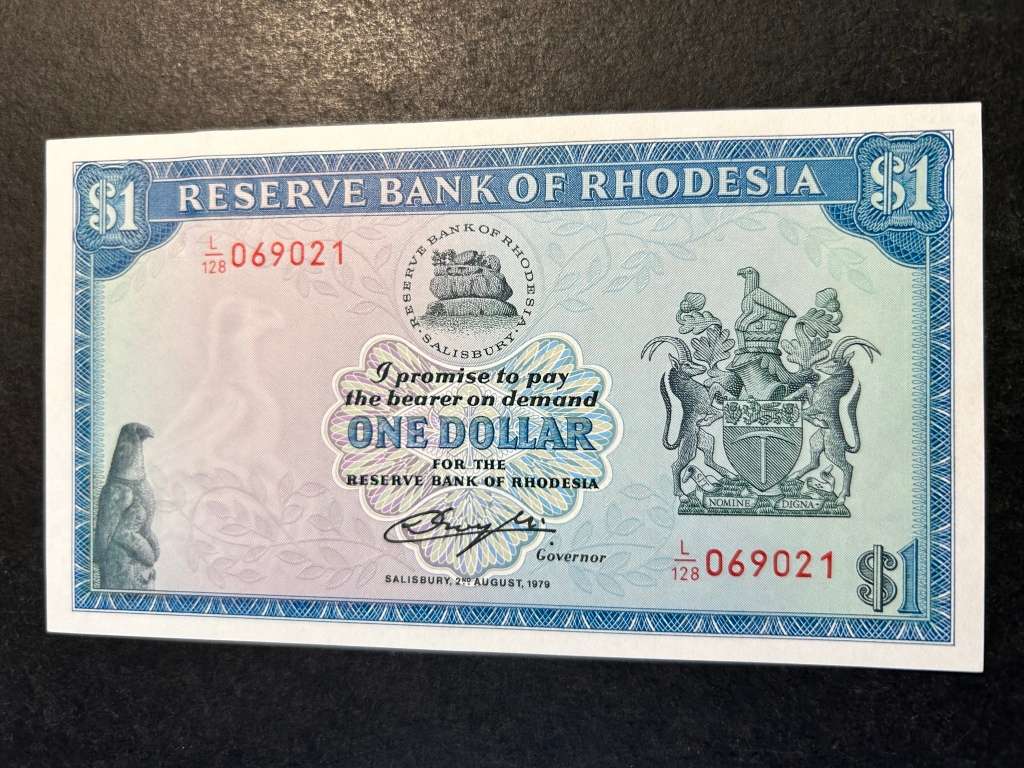 $1 RESERVE BANK OF RHODESIA $1
L/128 069021
RESERVE BANK OF RHODESIA
· SALISBURY ·
I promise to pay
the bearer on demand
ONE DOLLAR
FOR THE
RESERVE BANK OF RHODESIA
Governor
SALISBURY, 2ND AUGUST, 1979
NOMINE DIGNA
L/128 069021
$1